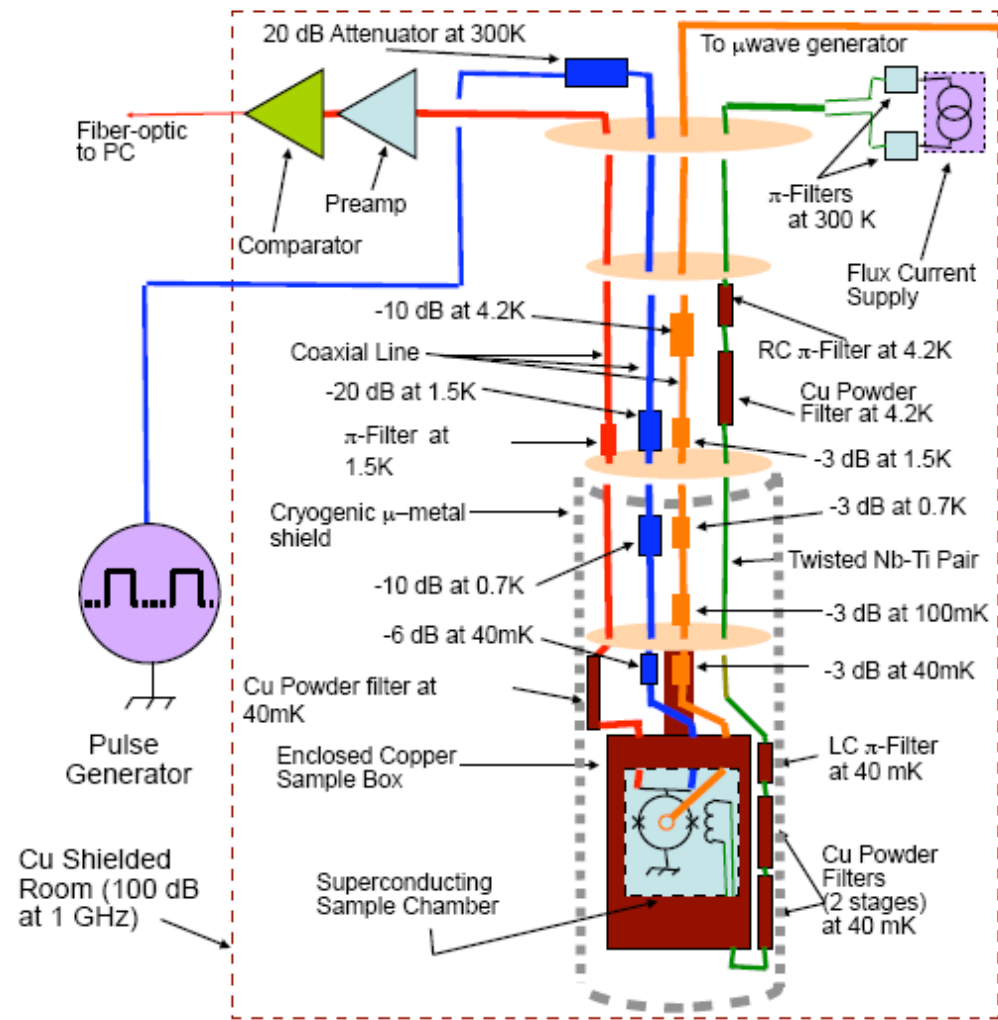 20 dB Attenuator at 300K
To μwave generator
Fiber-optic
to PC
Preamp
Comparator
π-Filters
at 300 K
Flux Current
Supply
-10 dB at 4.2K
Coaxial Line
RC π-Filter at 4.2K
-20 dB at 1.5K
Cu Powder
Filter at 4.2K
π-Filter at
1.5K
-3 dB at 1.5K
Cryogenic μ–metal
shield
-3 dB at 0.7K
Twisted Nb-Ti Pair
-10 dB at 0.7K
-3 dB at 100mK
-6 dB at 40mK
-3 dB at 40mK
Cu Powder filter at
40mK
Pulse
Generator
Enclosed Copper
Sample Box
LC π-Filter
at 40 mK
Cu Shielded
Room (100 dB
at 1 GHz)
Superconducting
Sample Chamber
Cu Powder
Filters
(2 stages)
at 40 mK